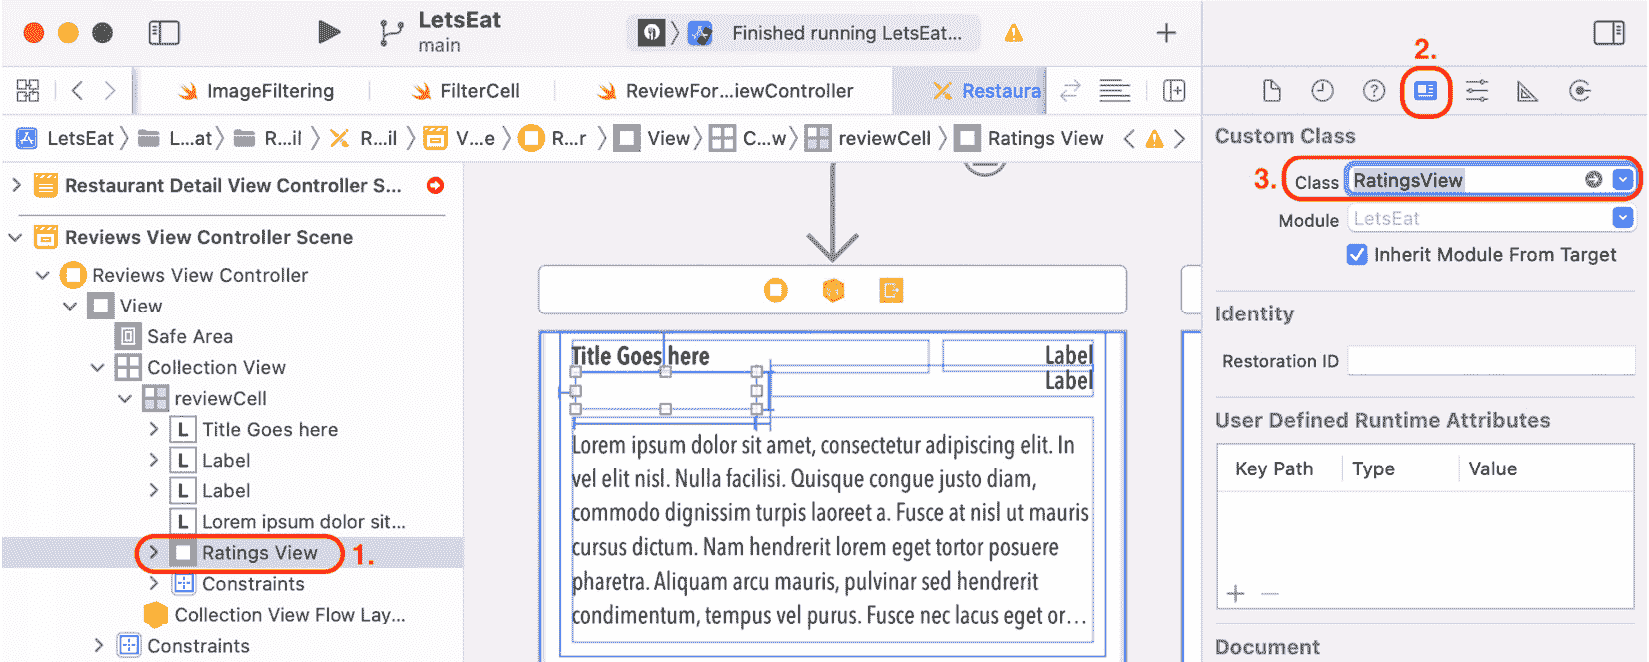 LetsEat
main
Finished running LetsEat...
2.
ImageFiltering
FilterCell
ReviewFor...iewController
Restaura
LetsEat
L...at
R...il
R...il
V...e
R...r
View
C...w
reviewCell
Ratings View
Restaurant Detail View Controller S...
Reviews View Controller Scene
Reviews View Controller
View
Safe Area
Collection View
reviewCell
L Title Goes here
L Label
L Label
L Lorem ipsum dolor sit...
Ratings View 1.
Constraints
Collection View Flow Lay...
Constraints
Title Goes here
Label
Label
Lorem ipsum dolor sit amet, consectetur adipiscing elit. In
vel elit nisl. Nulla facilisi. Quisque congue justo diam,
commodo dignissim turpis laoreet a. Fusce at nisl ut mauris
cursus dictum. Nam hendrerit lorem eget tortor posuere
pharetra. Aliquam arcu mauris, pulvinar sed hendrerit
condimentum, tempus vel purus. Fusce nec lacus eget or...
Custom Class
3. Class RatingsView
Module LetsEat
Inherit Module From Target
Identity
Restoration ID
User Defined Runtime Attributes
Key Path Type Value
Document